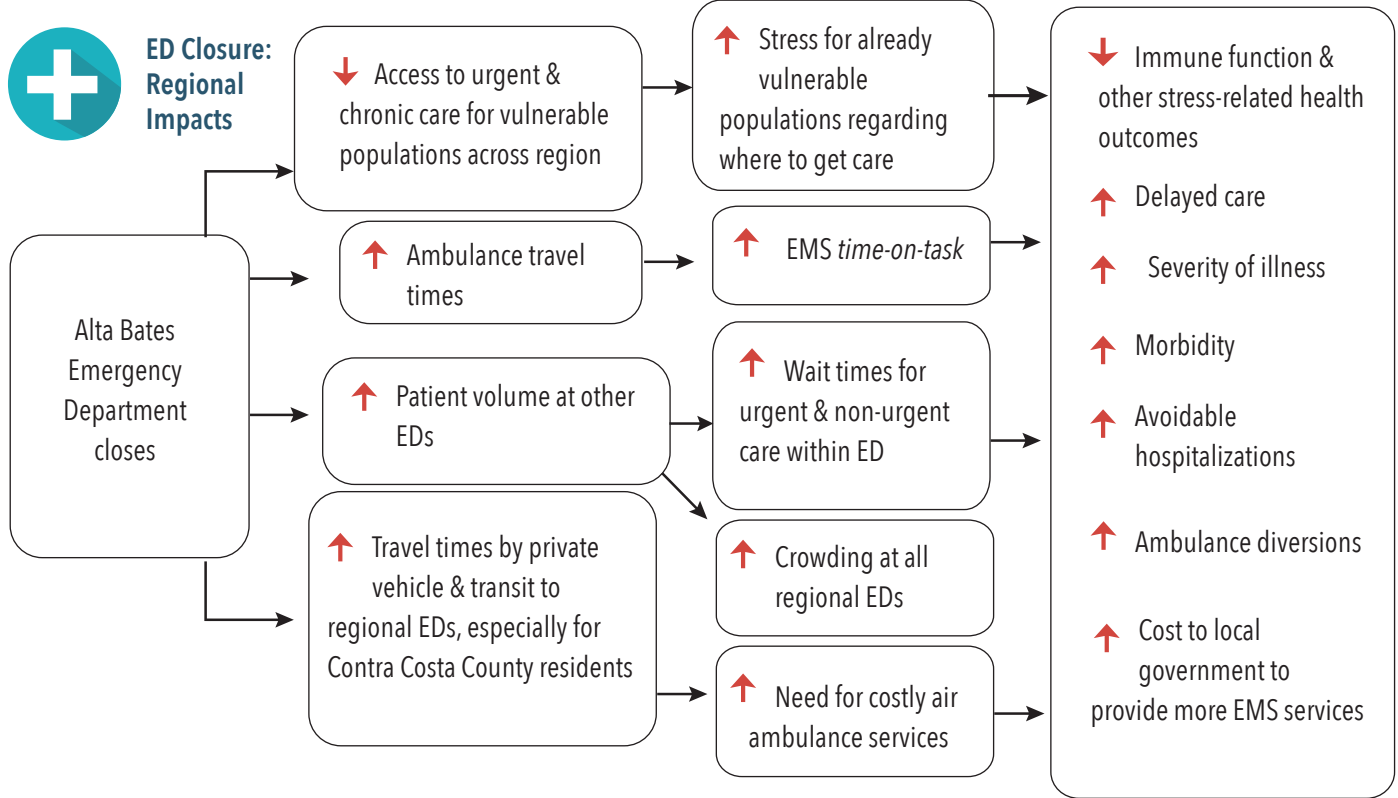 ED Closure:
Regional
Impacts
Alta Bates
Emergency
Department
closes
Access to urgent &
chronic care for vulnerable
populations across region
Ambulance travel
times
Patient volume at other
EDs
Travel times by private
vehicle & transit to
regional EDs, especially for
Contra Costa County residents
Stress for already
vulnerable
populations regarding
where to get care
EMS time-on-task
Wait times for
urgent & non-urgent
care within ED
Crowding at all
regional EDs
Need for costly air
ambulance services
Immune function &
other stress-related health
outcomes
Delayed care
Severity of illness
Morbidity
Avoidable
hospitalizations
Ambulance diversions
Cost to local
government to
provide more EMS services